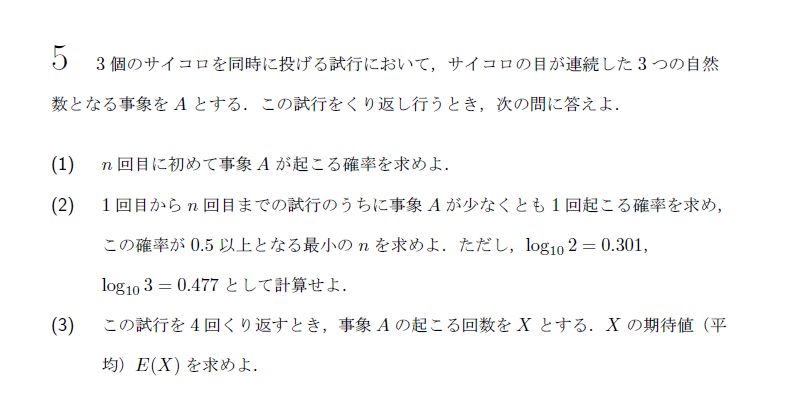 5 3 個のサイコロを同時に投げる試行において，サイコロの目が連続した 3 つの自然
数となる事象を A とする．この試行をくり返し行うとき，次の問に答えよ．
(1) n 回目に初めて事象 A が起こる確率を求めよ．
(2) 1 回目から n 回目までの試行のうちに事象 A が少なくとも 1 回起こる確率を求め，
この確率が 0.5 以上となる最小の n を求めよ．ただし，log₁₀ 2 = 0.301，
log₁₀ 3 = 0.477 として計算せよ．
(3) この試行を 4 回くり返すとき，事象 A の起こる回数を X とする．X の期待値（平
均）E(X) を求めよ．